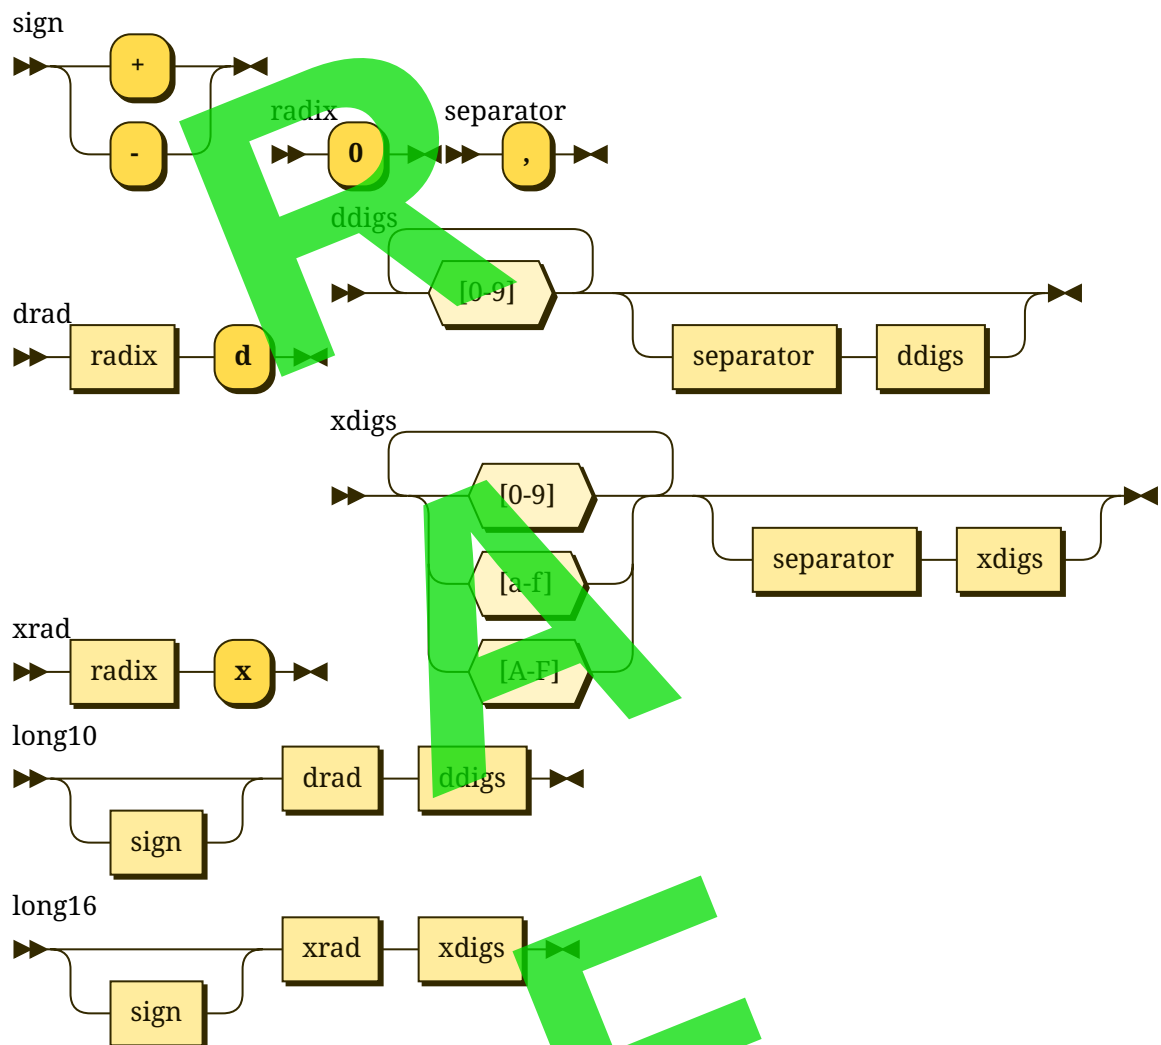 sign
+
-
radix separator
0 ,
ddigs
[0-9]
separator ddigs
drad
radix d
xdigs
[0-9]
[a-f]
[A-F]
separator xdigs
xrad
radix x
long10
drad ddigs
sign
long16
xrad xdigs
sign
R
A